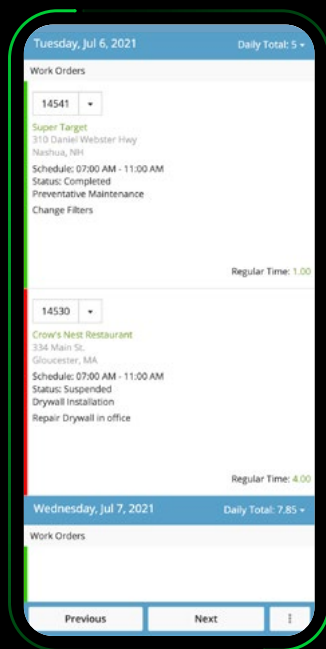 Tuesday, Jul 6, 2021 Daily Total: 5
Work Orders
14541
Super Target
310 Daniel Webster Hwy
Nashua, NH
Schedule: 07:00 AM - 11:00 AM
Status: Completed
Preventative Maintenance
Change Filters
Regular Time: 1.00
14530
Crow's Nest Restaurant
334 Main St.
Gloucester, MA
Schedule: 07:00 AM - 11:00 AM
Status: Suspended
Drywall Installation
Repair Drywall in office
Regular Time: 4.00
Wednesday, Jul 7, 2021 Daily Total: 7.85
Work Orders
Previous Next